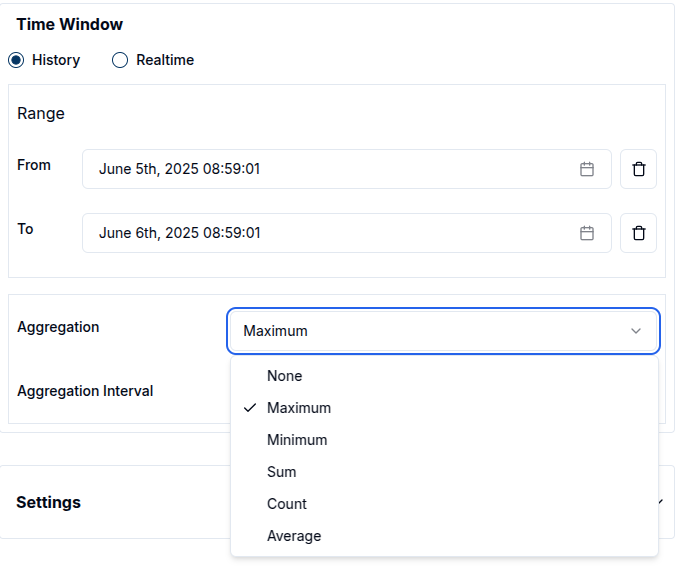 Time Window
History Realtime
Range
From June 5th, 2025 08:59:01
To June 6th, 2025 08:59:01
Aggregation Maximum
Aggregation Interval
None
Maximum
Minimum
Sum
Count
Average
Settings